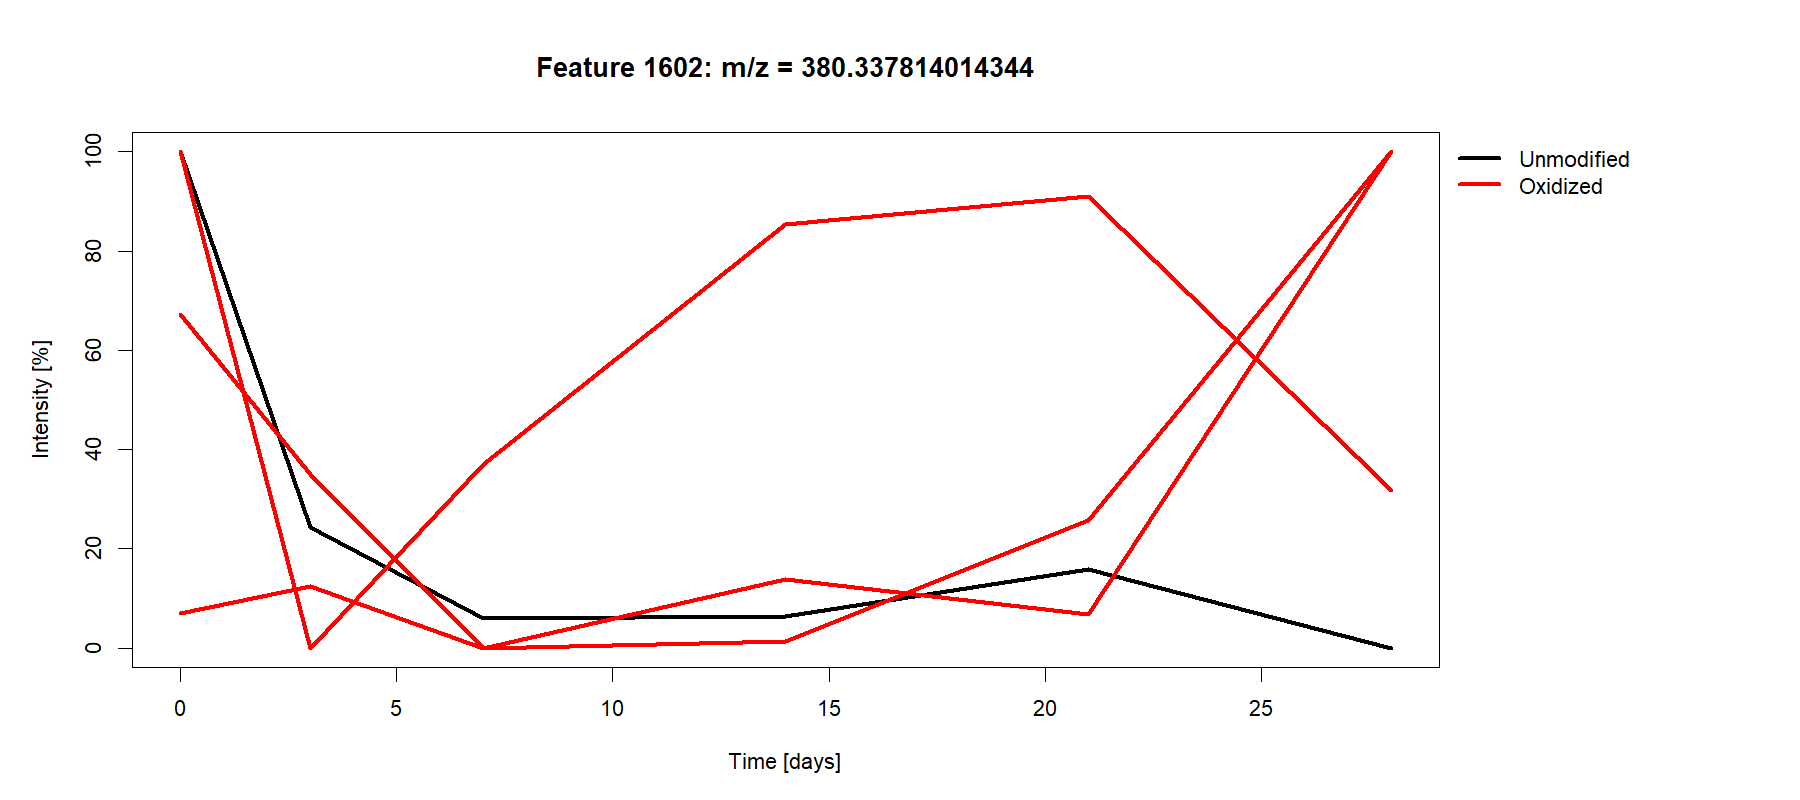 Feature 1602: m/z = 380.337814014344
Unmodified
Oxidized
Intensity [%]
100
80
60
40
20
0
0 5 10 15 20 25
Time [days]